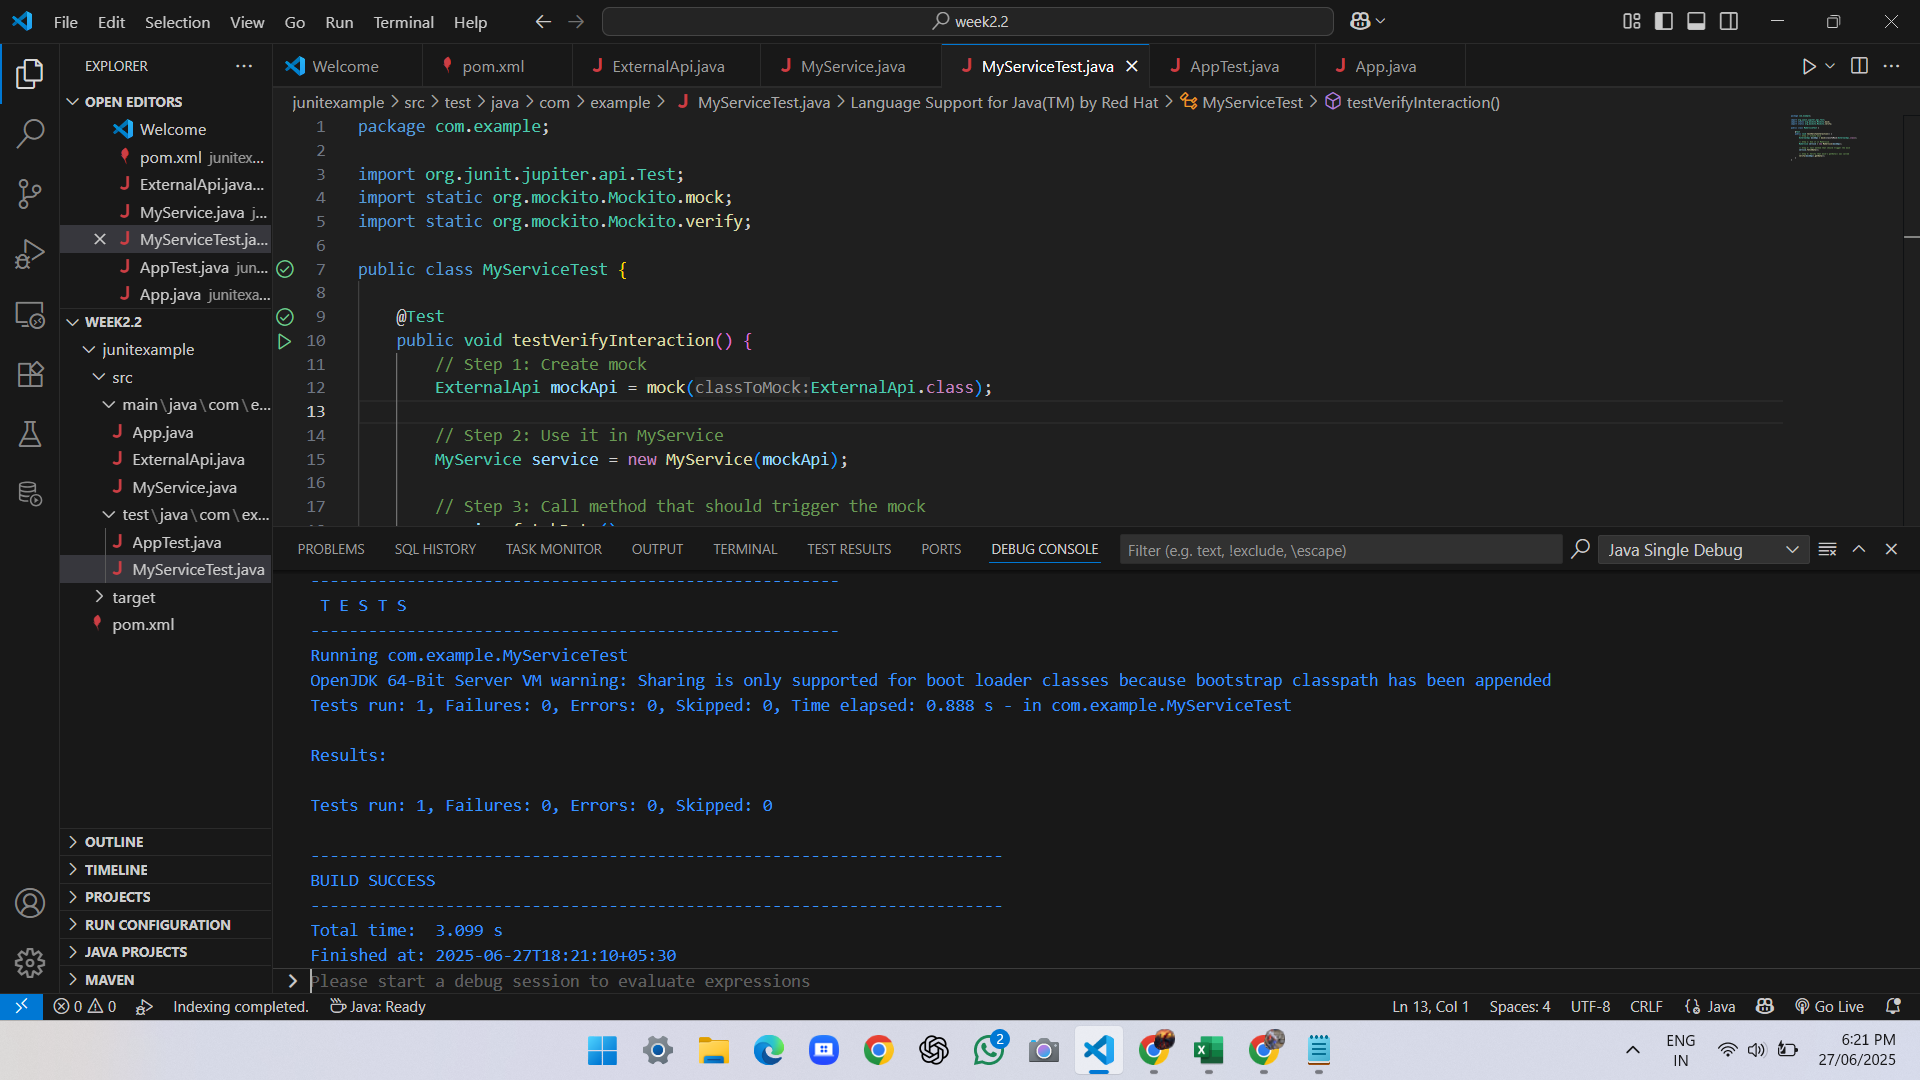 File Edit Selection View Go Run Terminal Help
week2.2
EXPLORER
OPEN EDITORS
Welcome
pom.xml junitex...
ExternalApi.java...
MyService.java j...
MyServiceTest.ja...
AppTest.java jun...
App.java junitexa...
WEEK2.2
junitexample
src
main\java\com\e...
App.java
ExternalApi.java
MyService.java
test\java\com\ex...
AppTest.java
MyServiceTest.java
target
pom.xml
OUTLINE
TIMELINE
PROJECTS
RUN CONFIGURATION
JAVA PROJECTS
MAVEN
Welcome pom.xml ExternalApi.java MyService.java MyServiceTest.java AppTest.java App.java
junitexample > src > test > java > com > example > MyServiceTest.java > Language Support for Java(TM) by Red Hat > MyServiceTest > testVerifyInteraction()
1 package com.example;
2
3 import org.junit.jupiter.api.Test;
4 import static org.mockito.Mockito.mock;
5 import static org.mockito.Mockito.verify;
6
7 public class MyServiceTest {
8
9 @Test
10 public void testVerifyInteraction() {
11 // Step 1: Create mock
12 ExternalApi mockApi = mock(classToMock:ExternalApi.class);
13
14 // Step 2: Use it in MyService
15 MyService service = new MyService(mockApi);
16
17 // Step 3: Call method that should trigger the mock
PROBLEMS SQL HISTORY TASK MONITOR OUTPUT TERMINAL TEST RESULTS PORTS DEBUG CONSOLE
Filter (e.g. text, !exclude, \escape)
Java Single Debug
-------------------------------------------------------
T E S T S
-------------------------------------------------------
Running com.example.MyServiceTest
OpenJDK 64-Bit Server VM warning: Sharing is only supported for boot loader classes because bootstrap classpath has been appended
Tests run: 1, Failures: 0, Errors: 0, Skipped: 0, Time elapsed: 0.888 s - in com.example.MyServiceTest
Results:
Tests run: 1, Failures: 0, Errors: 0, Skipped: 0
------------------------------------------------------------------------
BUILD SUCCESS
------------------------------------------------------------------------
Total time:  3.099 s
Finished at: 2025-06-27T18:21:10+05:30
Please start a debug session to evaluate expressions
0 0 Indexing completed. Java: Ready
Ln 13, Col 1 Spaces: 4 UTF-8 CRLF {} Java Go Live
2
ENG
IN
6:21 PM
27/06/2025